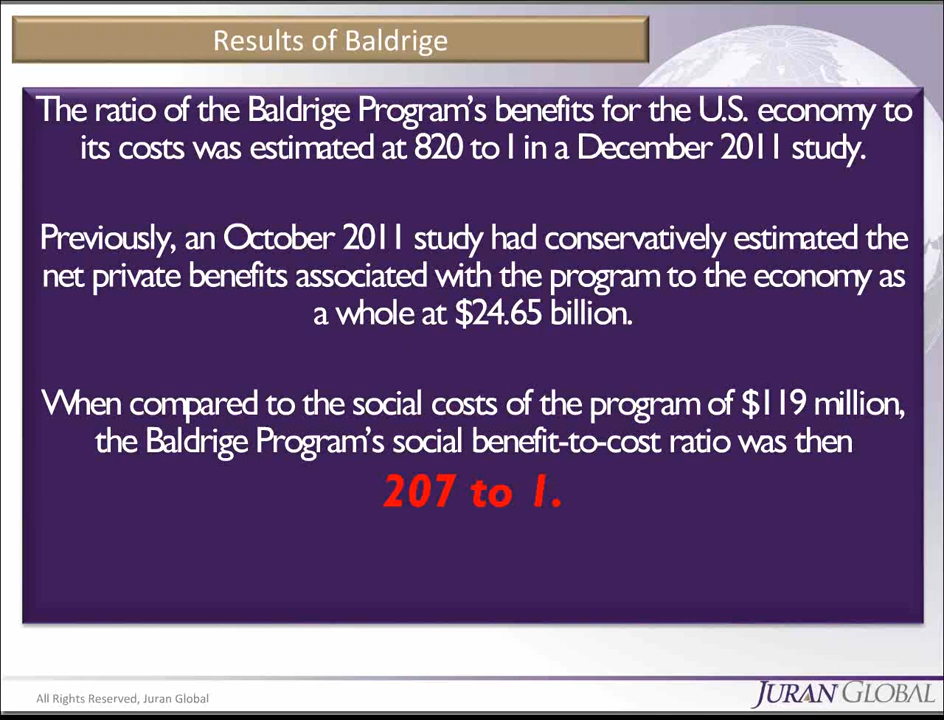 Results of Baldrige
The ratio of the Baldrige Program's benefits for the U.S. economy to
its costs was estimated at 820 to 1 in a December 2011 study.
Previously, an October 2011 study had conservatively estimated the
net private benefits associated with the program to the economy as
a whole at $24.65 billion.
When compared to the social costs of the program of $119 million,
the Baldrige Program's social benefit-to-cost ratio was then
207 to 1.
All Rights Reserved, Juran Global
JURAN GLOBAL